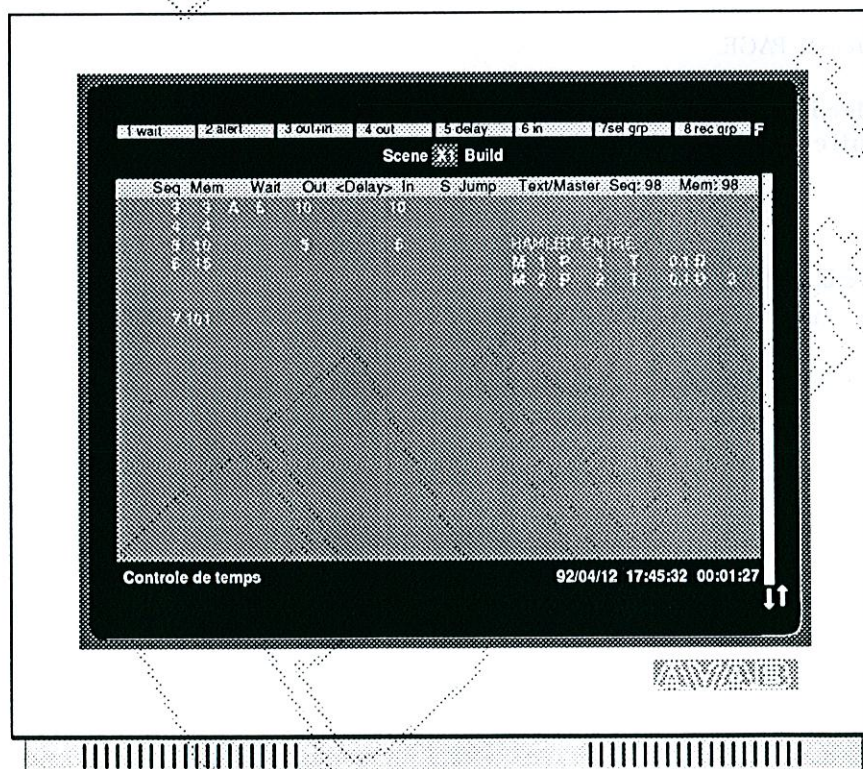 1 wait 2 alert 3 out+in 4 out 5 delay 6 in 7sel grp 8 rec grp F
Scene X1 Build
Seq Mem Wait Out <Delay> In S Jump Text/Master Seq: 98 Mem: 98
3 3 A 5 10 10
4 4
5 10 5 5 HAMLET ENTRE
6 15 M 1 P 1 T 0.1 P
M 2 P 2 T 0.1 P 3
7 101
Controle de temps 92/04/12 17:45:32 00:01:27
AVAB